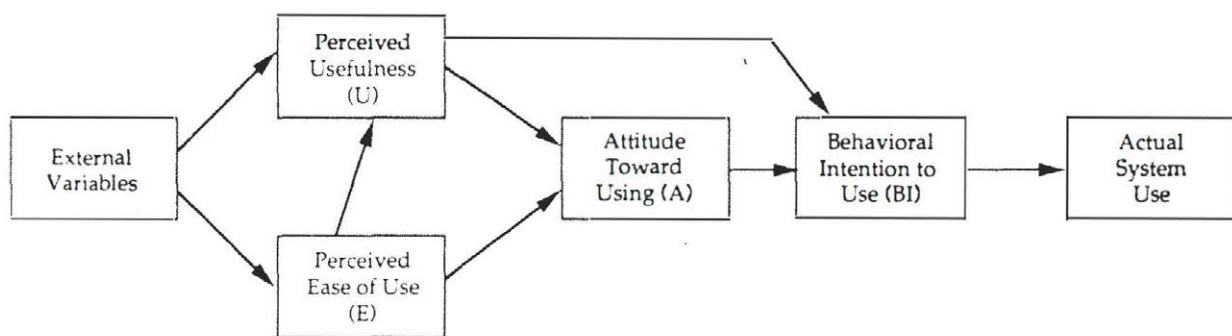 External
Variables
Perceived
Usefulness
(U)
Perceived
Ease of Use
(E)
Attitude
Toward
Using (A)
Behavioral
Intention to
Use (BI)
Actual
System
Use